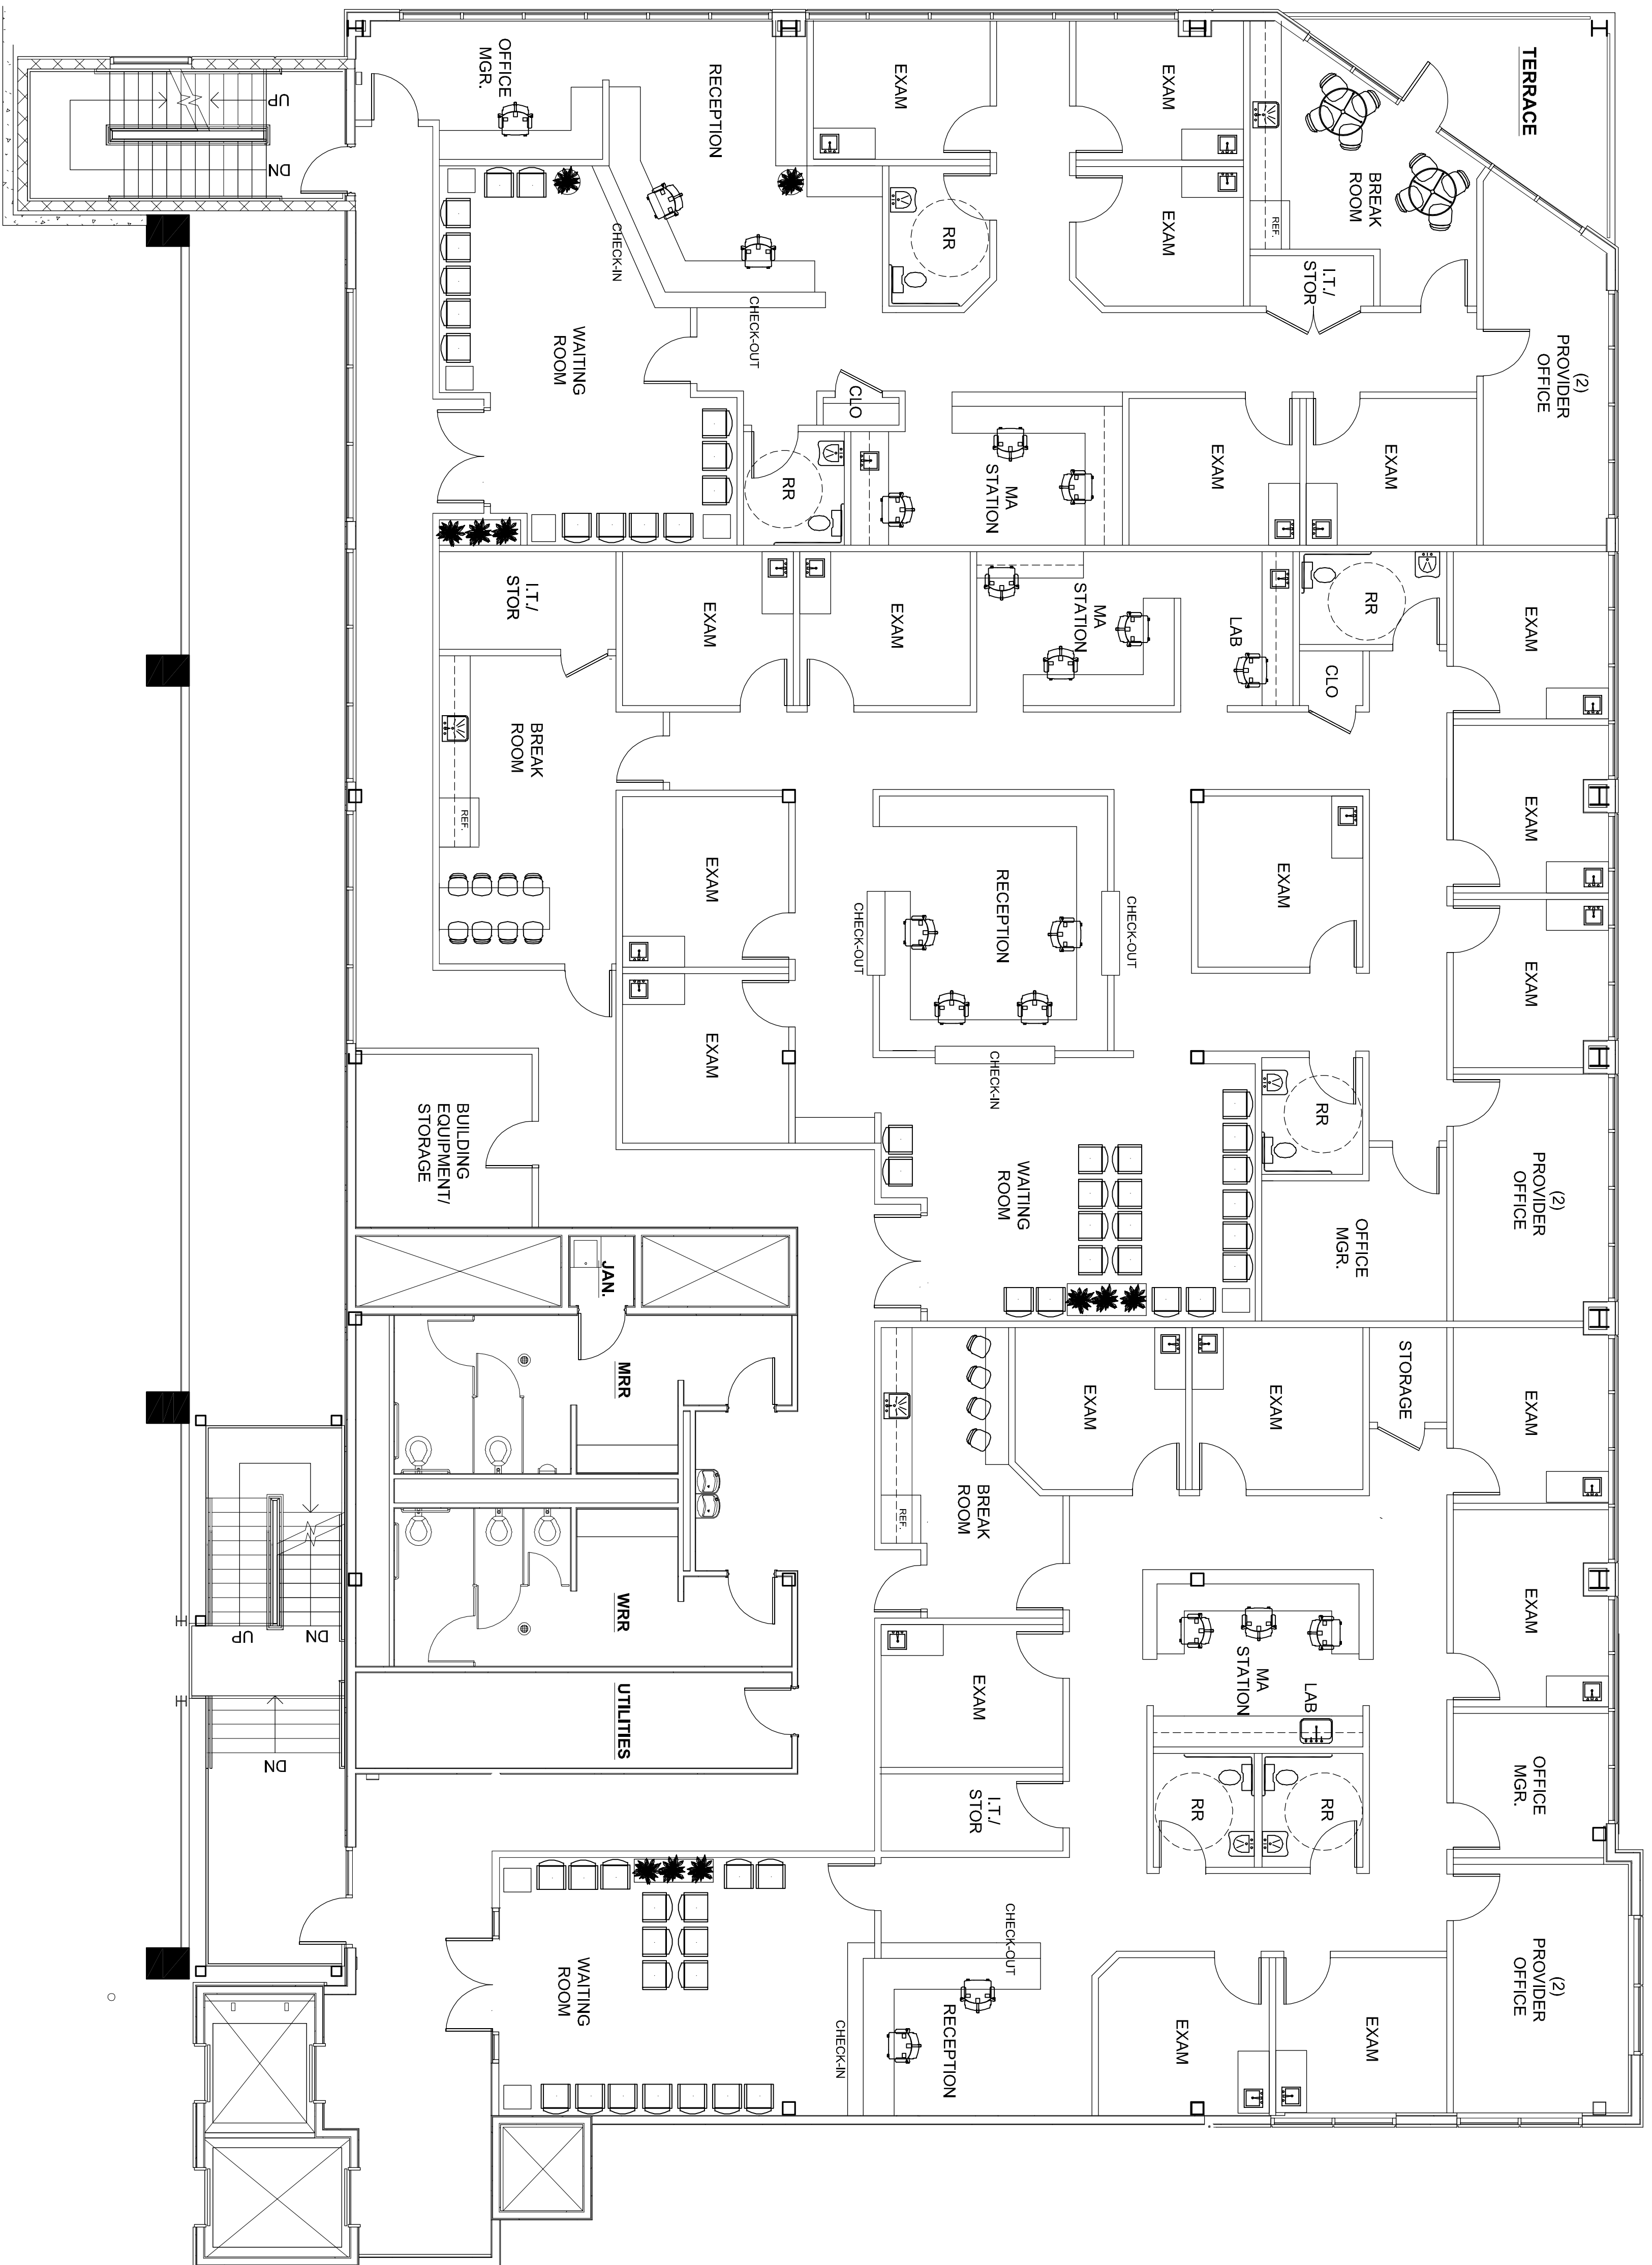 TERRACE
OFFICE
MGR.
RECEPTION
EXAM
EXAM
BREAK
ROOM
REF.
UP
DN
CHECK-IN
RR
EXAM
I.T./
STOR
CHECK-OUT
WAITING
ROOM
(2)
PROVIDER
OFFICE
CLO
RR
MA
STATION
EXAM
EXAM
I.T./
STOR
EXAM
EXAM
MA
STATION
LAB
RR
EXAM
CLO
BREAK
ROOM
REF.
EXAM
EXAM
EXAM
RECEPTION
CHECK-OUT
CHECK-OUT
EXAM
EXAM
CHECK-IN
BUILDING
EQUIPMENT/
STORAGE
WAITING
ROOM
RR
OFFICE
MGR.
(2)
PROVIDER
OFFICE
JAN.
MRR
EXAM
EXAM
STORAGE
EXAM
BREAK
ROOM
REF.
UP
DN
DN
WRR
EXAM
MA
STATION
LAB
EXAM
UTILITIES
I.T./
STOR
RR
RR
OFFICE
MGR.
WAITING
ROOM
CHECK-OUT
CHECK-IN
RECEPTION
EXAM
EXAM
(2)
PROVIDER
OFFICE